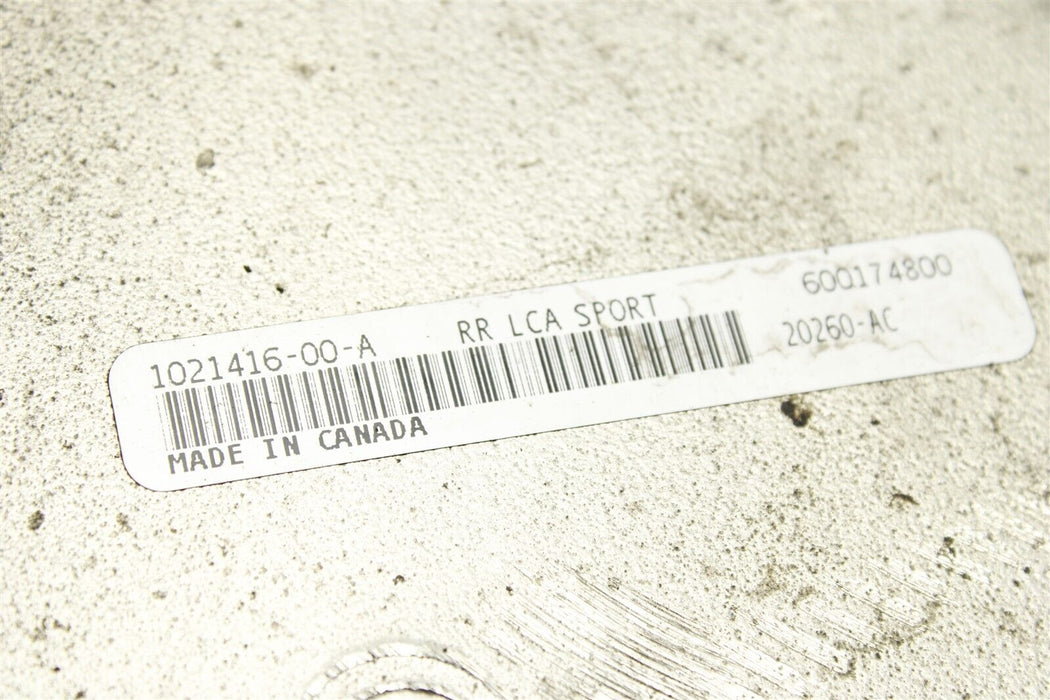 1021416-00-A RR LCA SPORT 600174800
20260-AC
MADE IN CANADA